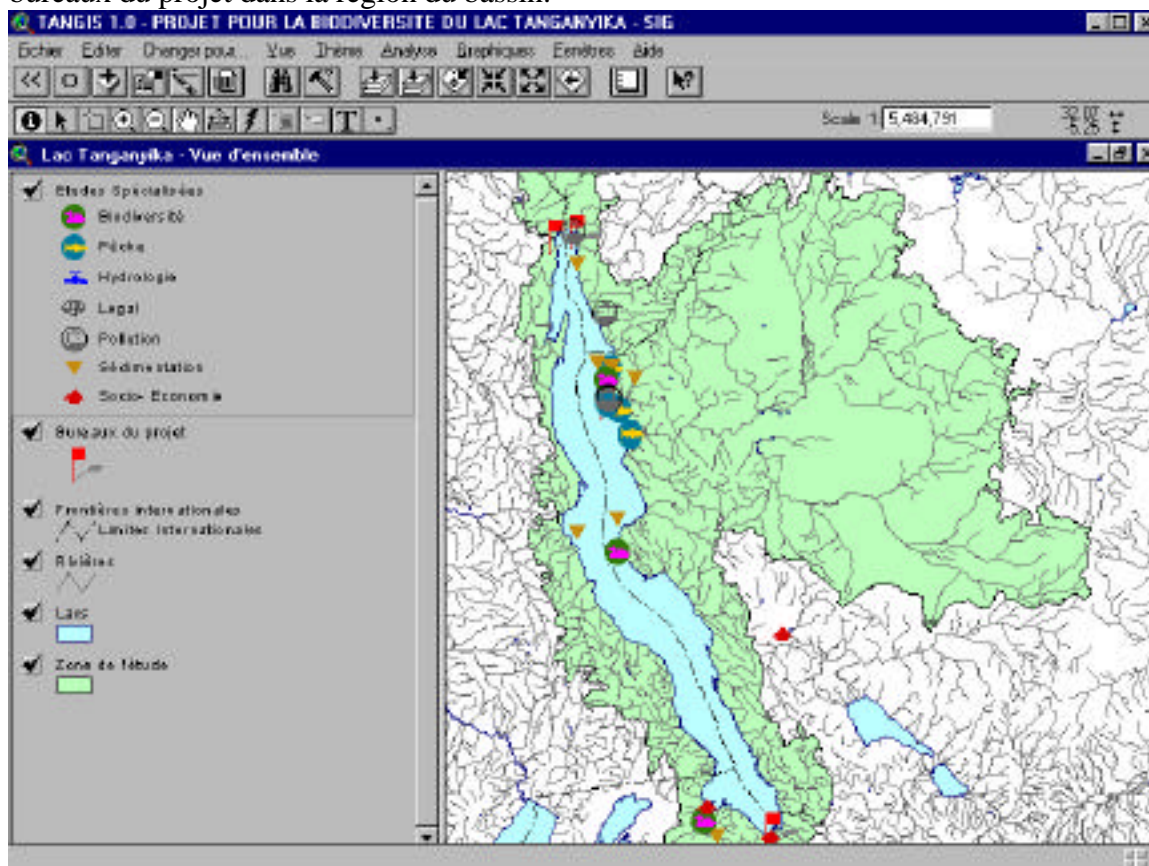 bureaux du projet dans la région du bassin.
TANGIS 1.0 - PROJET POUR LA BIODIVERSITE DU LAC TANGANYIKA - SIG
Fichier Editer Changer pour... Vue Thème Analyse Graphiques Fenêtres Aide
Scale 1: 5,484,791
Lac Tanganyika - Vue d'ensemble
Etudes Spécialisées
Biodiversité
Pêche
Hydrologie
Legal
Pollution
Sédimentation
Socio-Economie
Bureaux du projet
Frontières internationales
Limites Internationales
Rivières
Lacs
Zone de l'étude